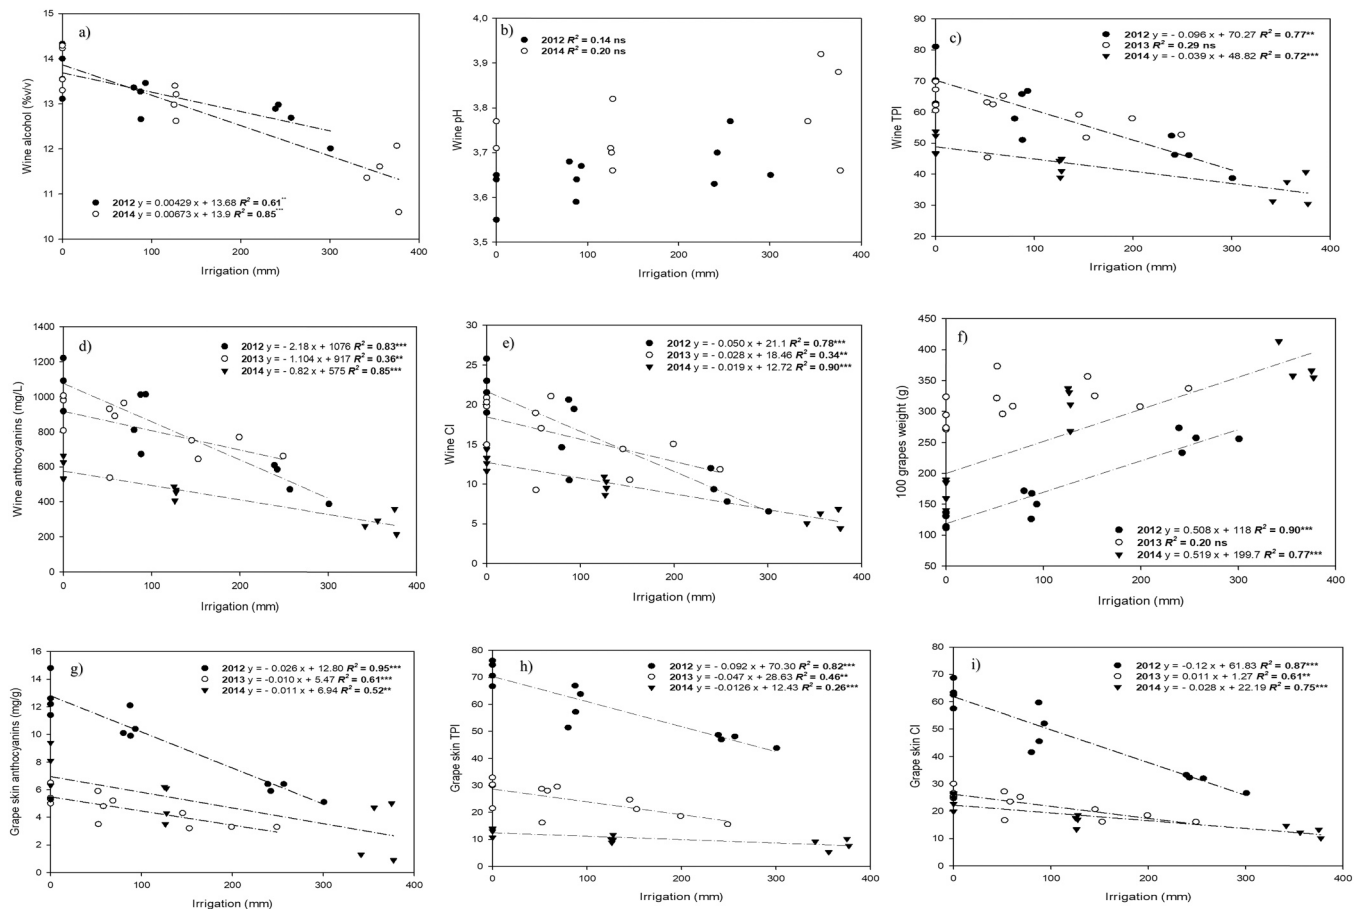 a)
2012 y = 0.00429 x + 13.68 R² = 0.61**
2014 y = 0.00673 x + 13.9 R² = 0.85***
Wine alcohol (%v/v)
15
14
13
12
11
10
0
100
200
300
400
Irrigation (mm)
b)
2012 R² = 0.14 ns
2014 R² = 0.20 ns
Wine pH
4,0
3,9
3,8
3,7
3,6
3,5
0
100
200
300
400
Irrigation (mm)
c)
2012 y = - 0.096 x + 70.27 R² = 0.77**
2013 R² = 0.29 ns
2014 y = - 0.039 x + 48.82 R² = 0.72***
Wine TPI
90
80
70
60
50
40
30
20
0
100
200
300
400
Irrigation (mm)
d)
2012 y = - 2.18 x + 1076 R² = 0.83***
2013 y = - 1.104 x + 917 R² = 0.36**
2014 y = - 0.82 x + 575 R² = 0.85***
Wine anthocyanins (mg/L)
1400
1200
1000
800
600
400
200
0
0
100
200
300
400
Irrigation (mm)
e)
2012 y = - 0.050 x + 21.1 R² = 0.78***
2013 y = - 0.028 x + 18.46 R² = 0.34**
2014 y = - 0.019 x + 12.72 R² = 0.90***
Wine CI
30
25
20
15
10
5
0
0
100
200
300
400
Irrigation (mm)
f)
2012 y = 0.508 x + 118 R² = 0.90***
2013 R² = 0.20 ns
2014 y = 0.519 x + 199.7 R² = 0.77***
100 grapes weight (g)
450
400
350
300
250
200
150
100
50
0
100
200
300
400
Irrigation (mm)
g)
2012 y = - 0.026 x + 12.80 R² = 0.95***
2013 y = -0.010 x + 5.47 R² = 0.61***
2014 y = - 0.011 x + 6.94 R² = 0.52**
Grape skin anthocyanins (mg/g)
16
14
12
10
8
6
4
2
0
0
100
200
300
400
Irrigation (mm)
h)
2012 y = - 0.092 x + 70.30 R² = 0.82***
2013 y = -0.047 x + 28.63 R² = 0.46**
2014 y = - 0.0126 x + 12.43 R² = 0.26***
Grape skin TPI
80
60
40
20
0
0
100
200
300
400
Irrigation (mm)
i)
2012 y = -0.12 x + 61.83 R² = 0.87***
2013 y = 0.011 x + 1.27 R² = 0.61**
2014 y = - 0.028 x + 22.19 R² = 0.75***
Grape skin CI
80
70
60
50
40
30
20
10
0
0
100
200
300
400
Irrigation (mm)